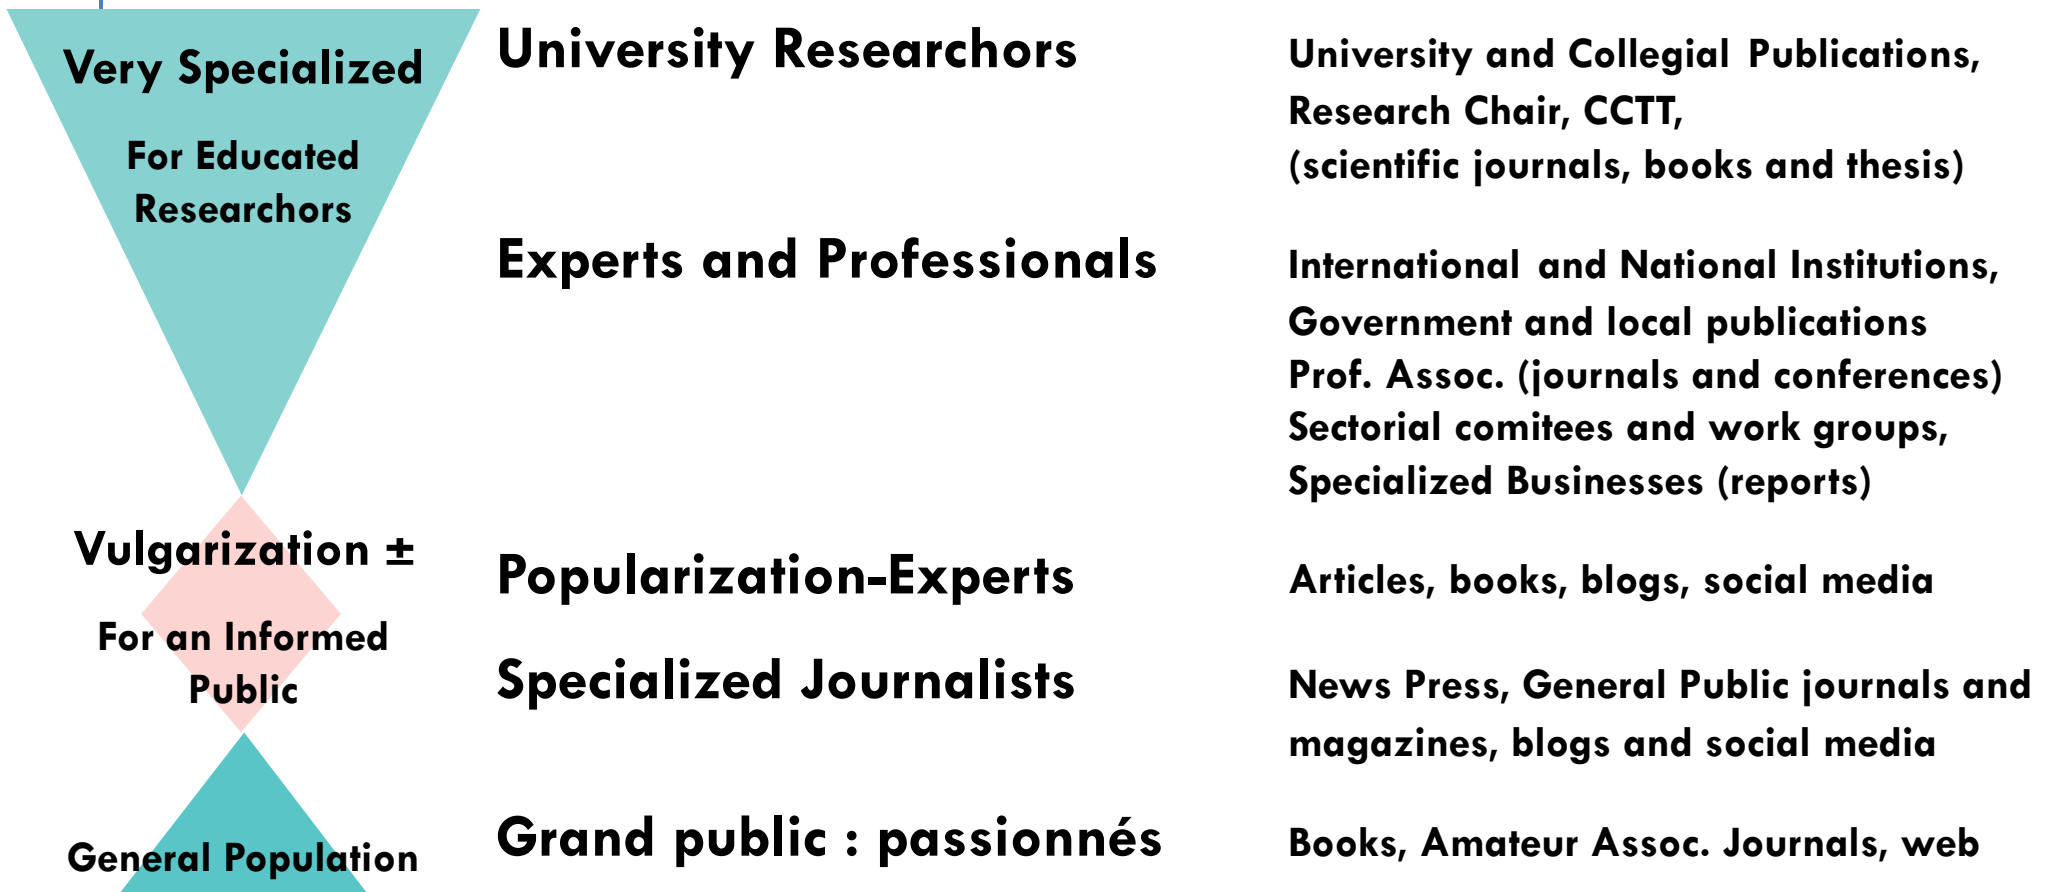 Very Specialized
For Educated
Researchors
University Researchors
University and Collegial Publications,
Research Chair, CCTT,
(scientific journals, books and thesis)
Experts and Professionals
International and National Institutions,
Government and local publications
Prof. Assoc. (journals and conferences)
Sectorial comitees and work groups,
Specialized Businesses (reports)
Vulgarization ±
For an Informed
Public
Popularization-Experts
Articles, books, blogs, social media
Specialized Journalists
News Press, General Public journals and
magazines, blogs and social media
General Population
Grand public : passionnés
Books, Amateur Assoc. Journals, web